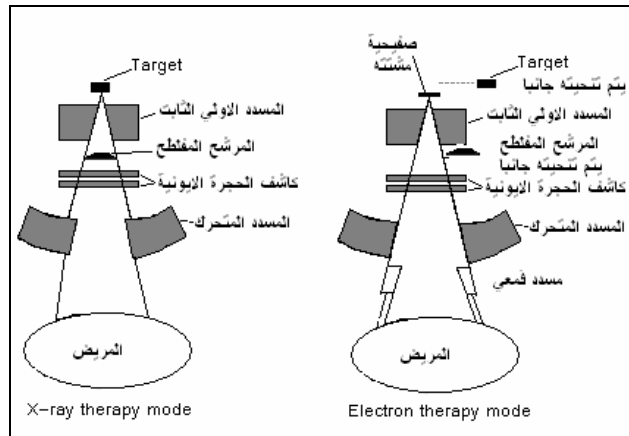 Target
المسدد الاولي الثابت
المرشح المفلطح
كاشف الحجرة الايونية
المسدد المتحرك
المريض
X-ray therapy mode
صفيحية
مشتته
Target
يتم تنحيته جانبا
المسدد الاولي الثابت
المرشح المفلطح
يتم تنحيته جانبا
كاشف الحجرة الايونية
المسدد المتحرك
مسدد قمعي
المريض
Electron therapy mode